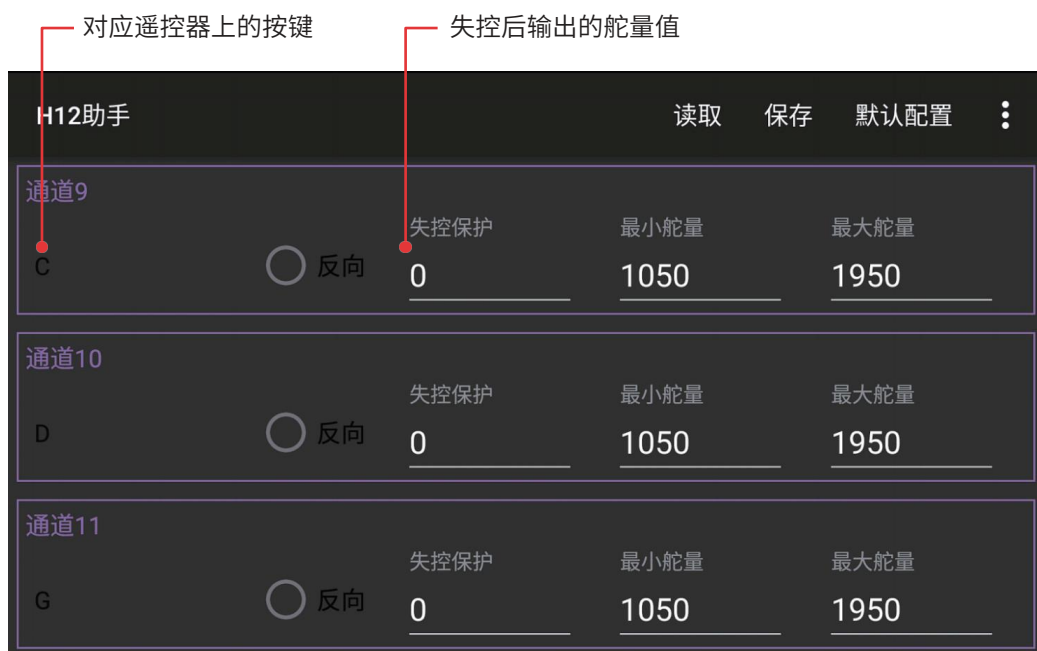 对应遥控器上的按键 失控后输出的舵量值
H12助手 读取 保存 默认配置
通道9
失控保护 最小舵量 最大舵量
C 反向 0 1050 1950
通道10
失控保护 最小舵量 最大舵量
D 反向 0 1050 1950
通道11
失控保护 最小舵量 最大舵量
G 反向 0 1050 1950